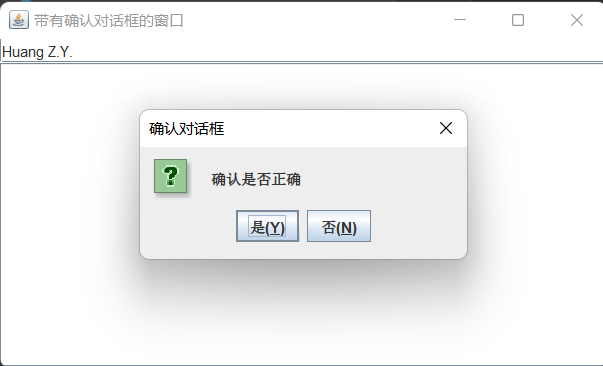 带有确认对话框的窗口
Huang Z.Y.
确认对话框
确认是否正确
是(Y)
否(N)